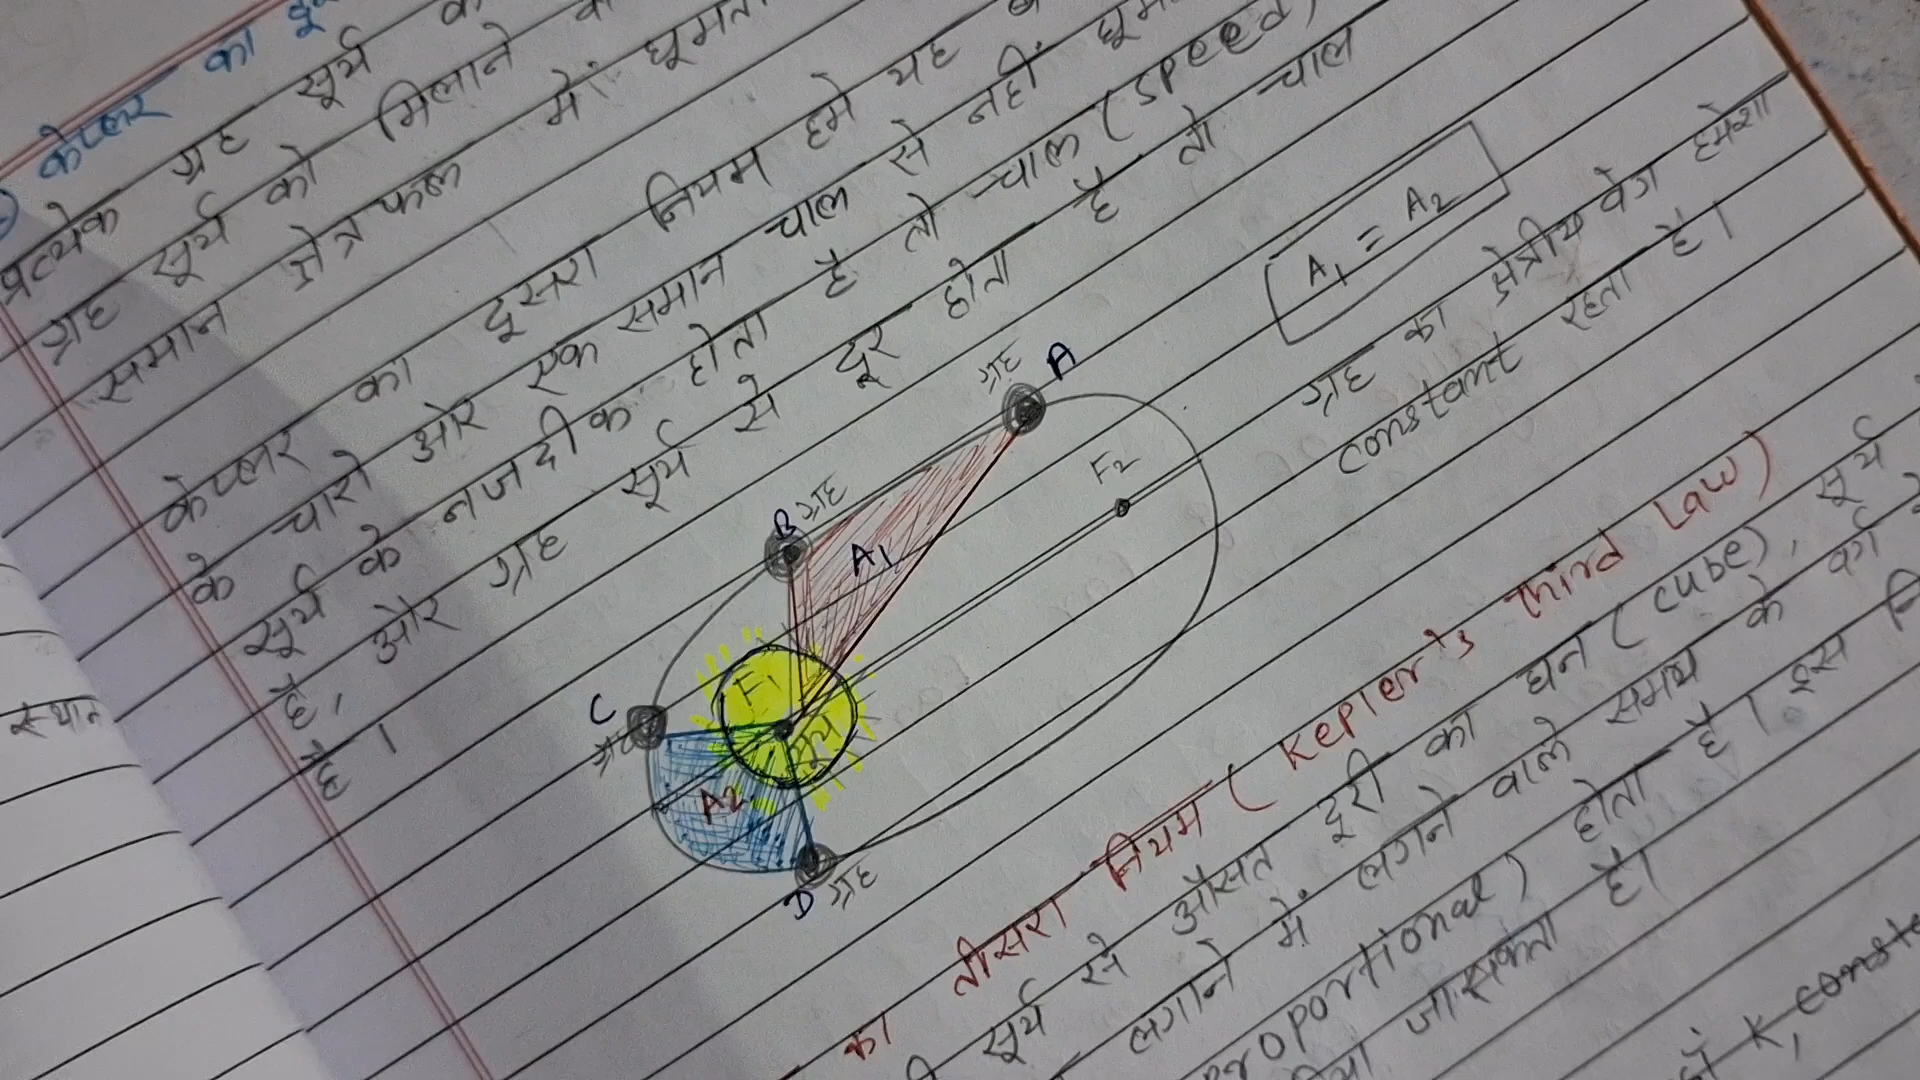 केप्लर का
प्रत्येक ग्रह सूर्य
ग्रह सूर्य को मिलाने
समान क्षेत्रफल में घूमता
केप्लर का दूसरा नियम हमे यह
के चारो ओर एक समान चाल से नहीं
सूर्य के नजदीक होता है तो चाल (speed)
है, और ग्रह सूर्य से दूर होता है तो चाल
है।
A1 = A2
ग्रह का क्षेत्रीय वेग हमेशा
constant रहता है।
ग्रह A
F2
B ग्रह
A1
F1
सूर्य
C
ग्रह
A2
D ग्रह
स्थान
का तीसरा नियम (Kepler's Third Law)
सूर्य से औसत दूरी का घन (cube), सूर्य
लगाने में लगने वाले समय के वर्ग
proportional) होता है। इस
जा सकता है।
K,